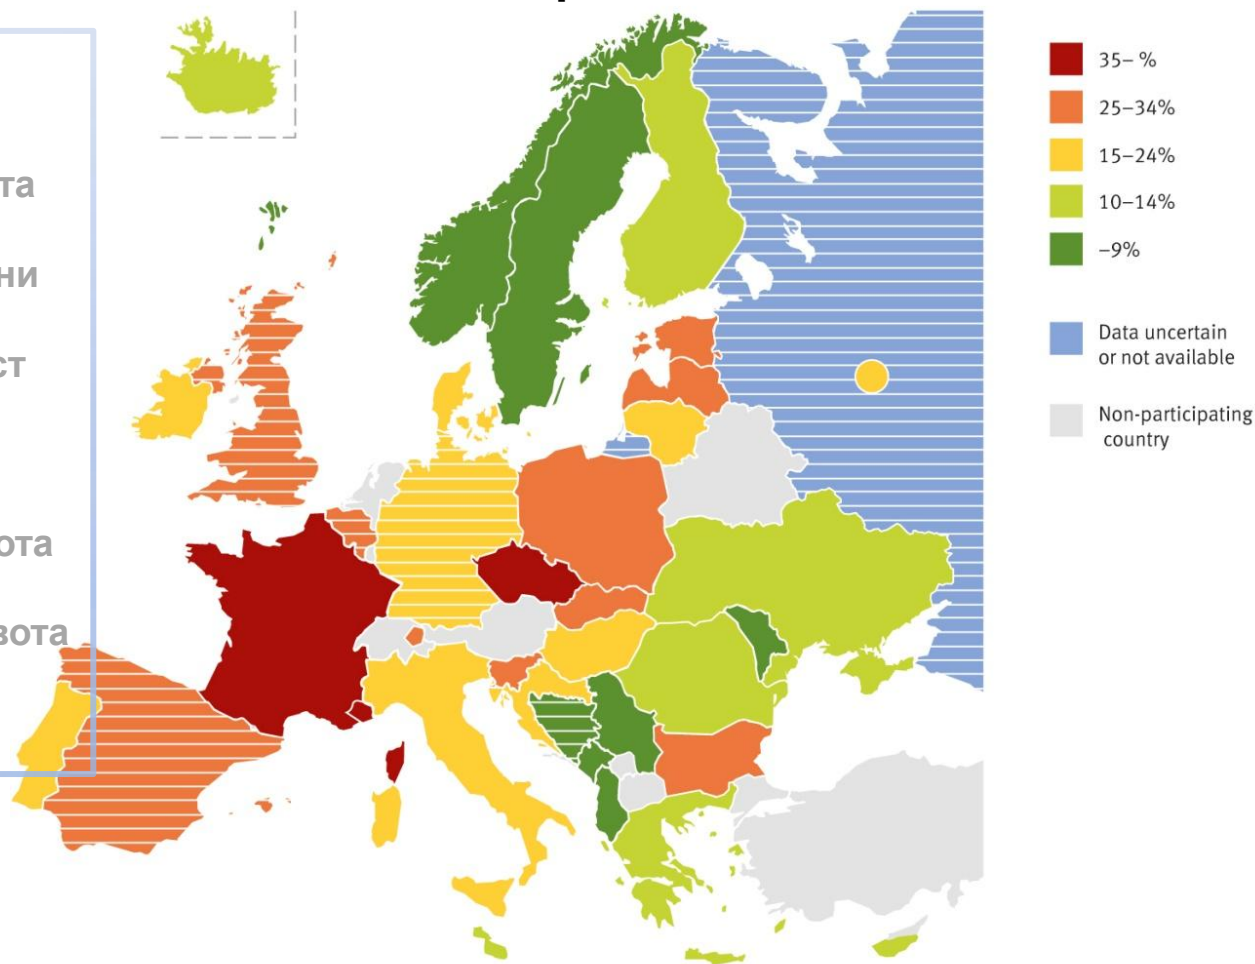 та
ни
ст
ота
вота
35– %
25–34%
15–24%
10–14%
–9%
Data uncertain
or not available
Non-participating
country